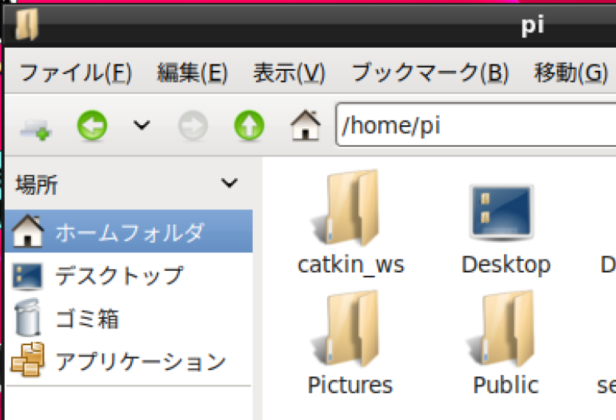 pi
ファイル(F) 編集(E) 表示(V) ブックマーク(B) 移動(G)
/home/pi
場所
ホームフォルダ
デスクトップ
ゴミ箱
アプリケーション
catkin_ws Desktop D
Pictures Public se